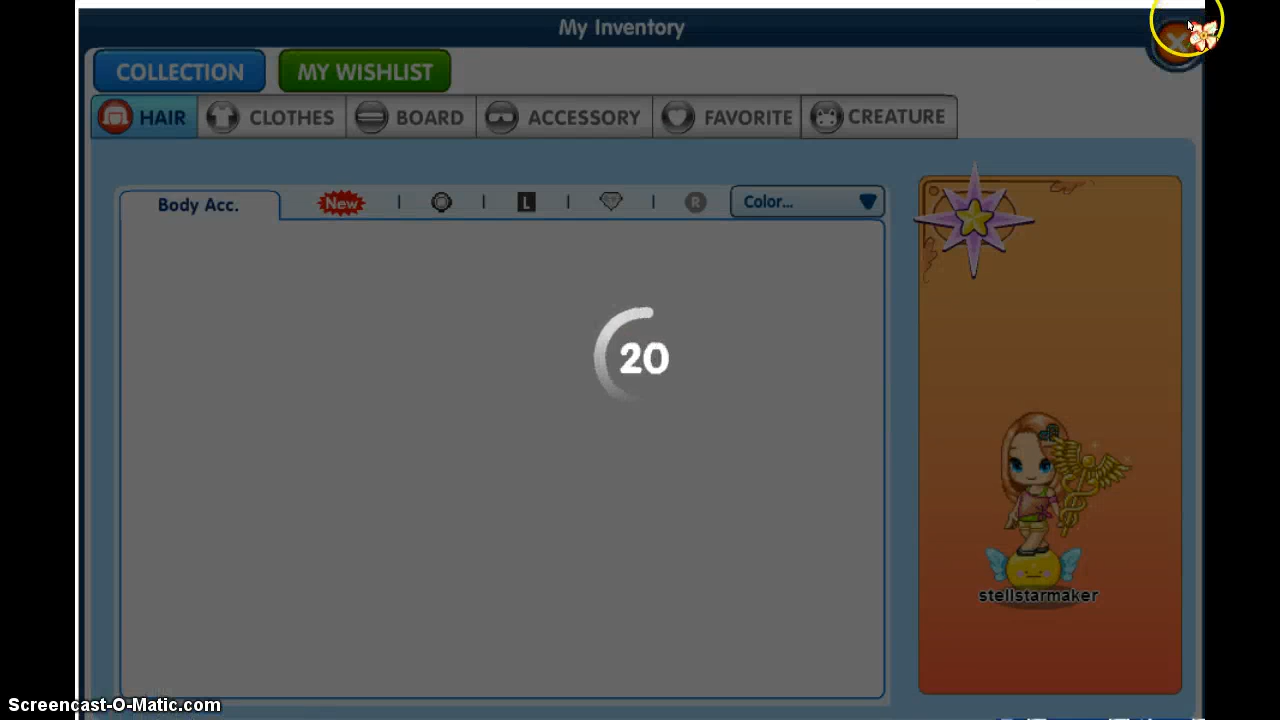 My Inventory
COLLECTION MY WISHLIST
HAIR CLOTHES BOARD ACCESSORY FAVORITE CREATURE
Body Acc. New L R Color...
20
stellstarmaker
Screencast-O-Matic.com